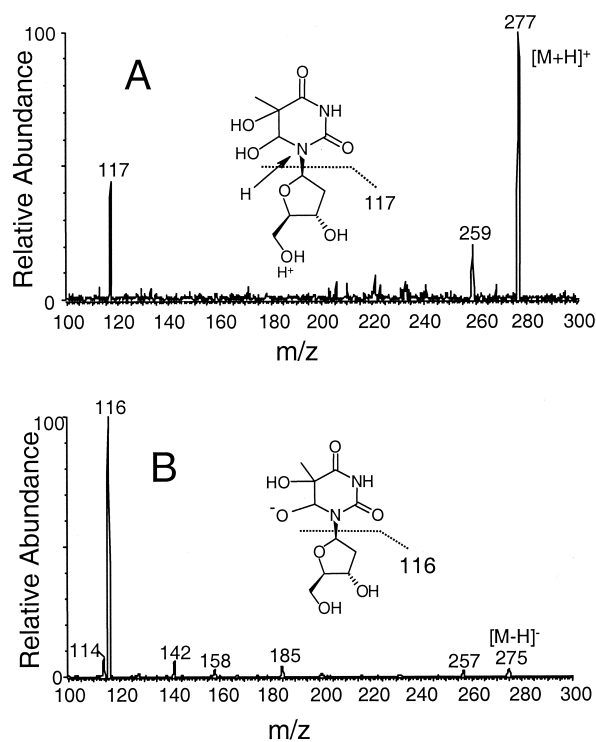 277
100
[M+H]+
A
O
NH
HO
HO
N
O
117
H
O
117
OH
OH
H+
259
Relative Abundance
0
100 120 140 160 180 200 220 240 260 280 300
m/z
116
100
B
O
HO
NH
-O
N
O
O
116
OH
OH
[M-H]-
114
142
158
185
257
275
Relative Abundance
0
100 120 140 160 180 200 220 240 260 280 300
m/z